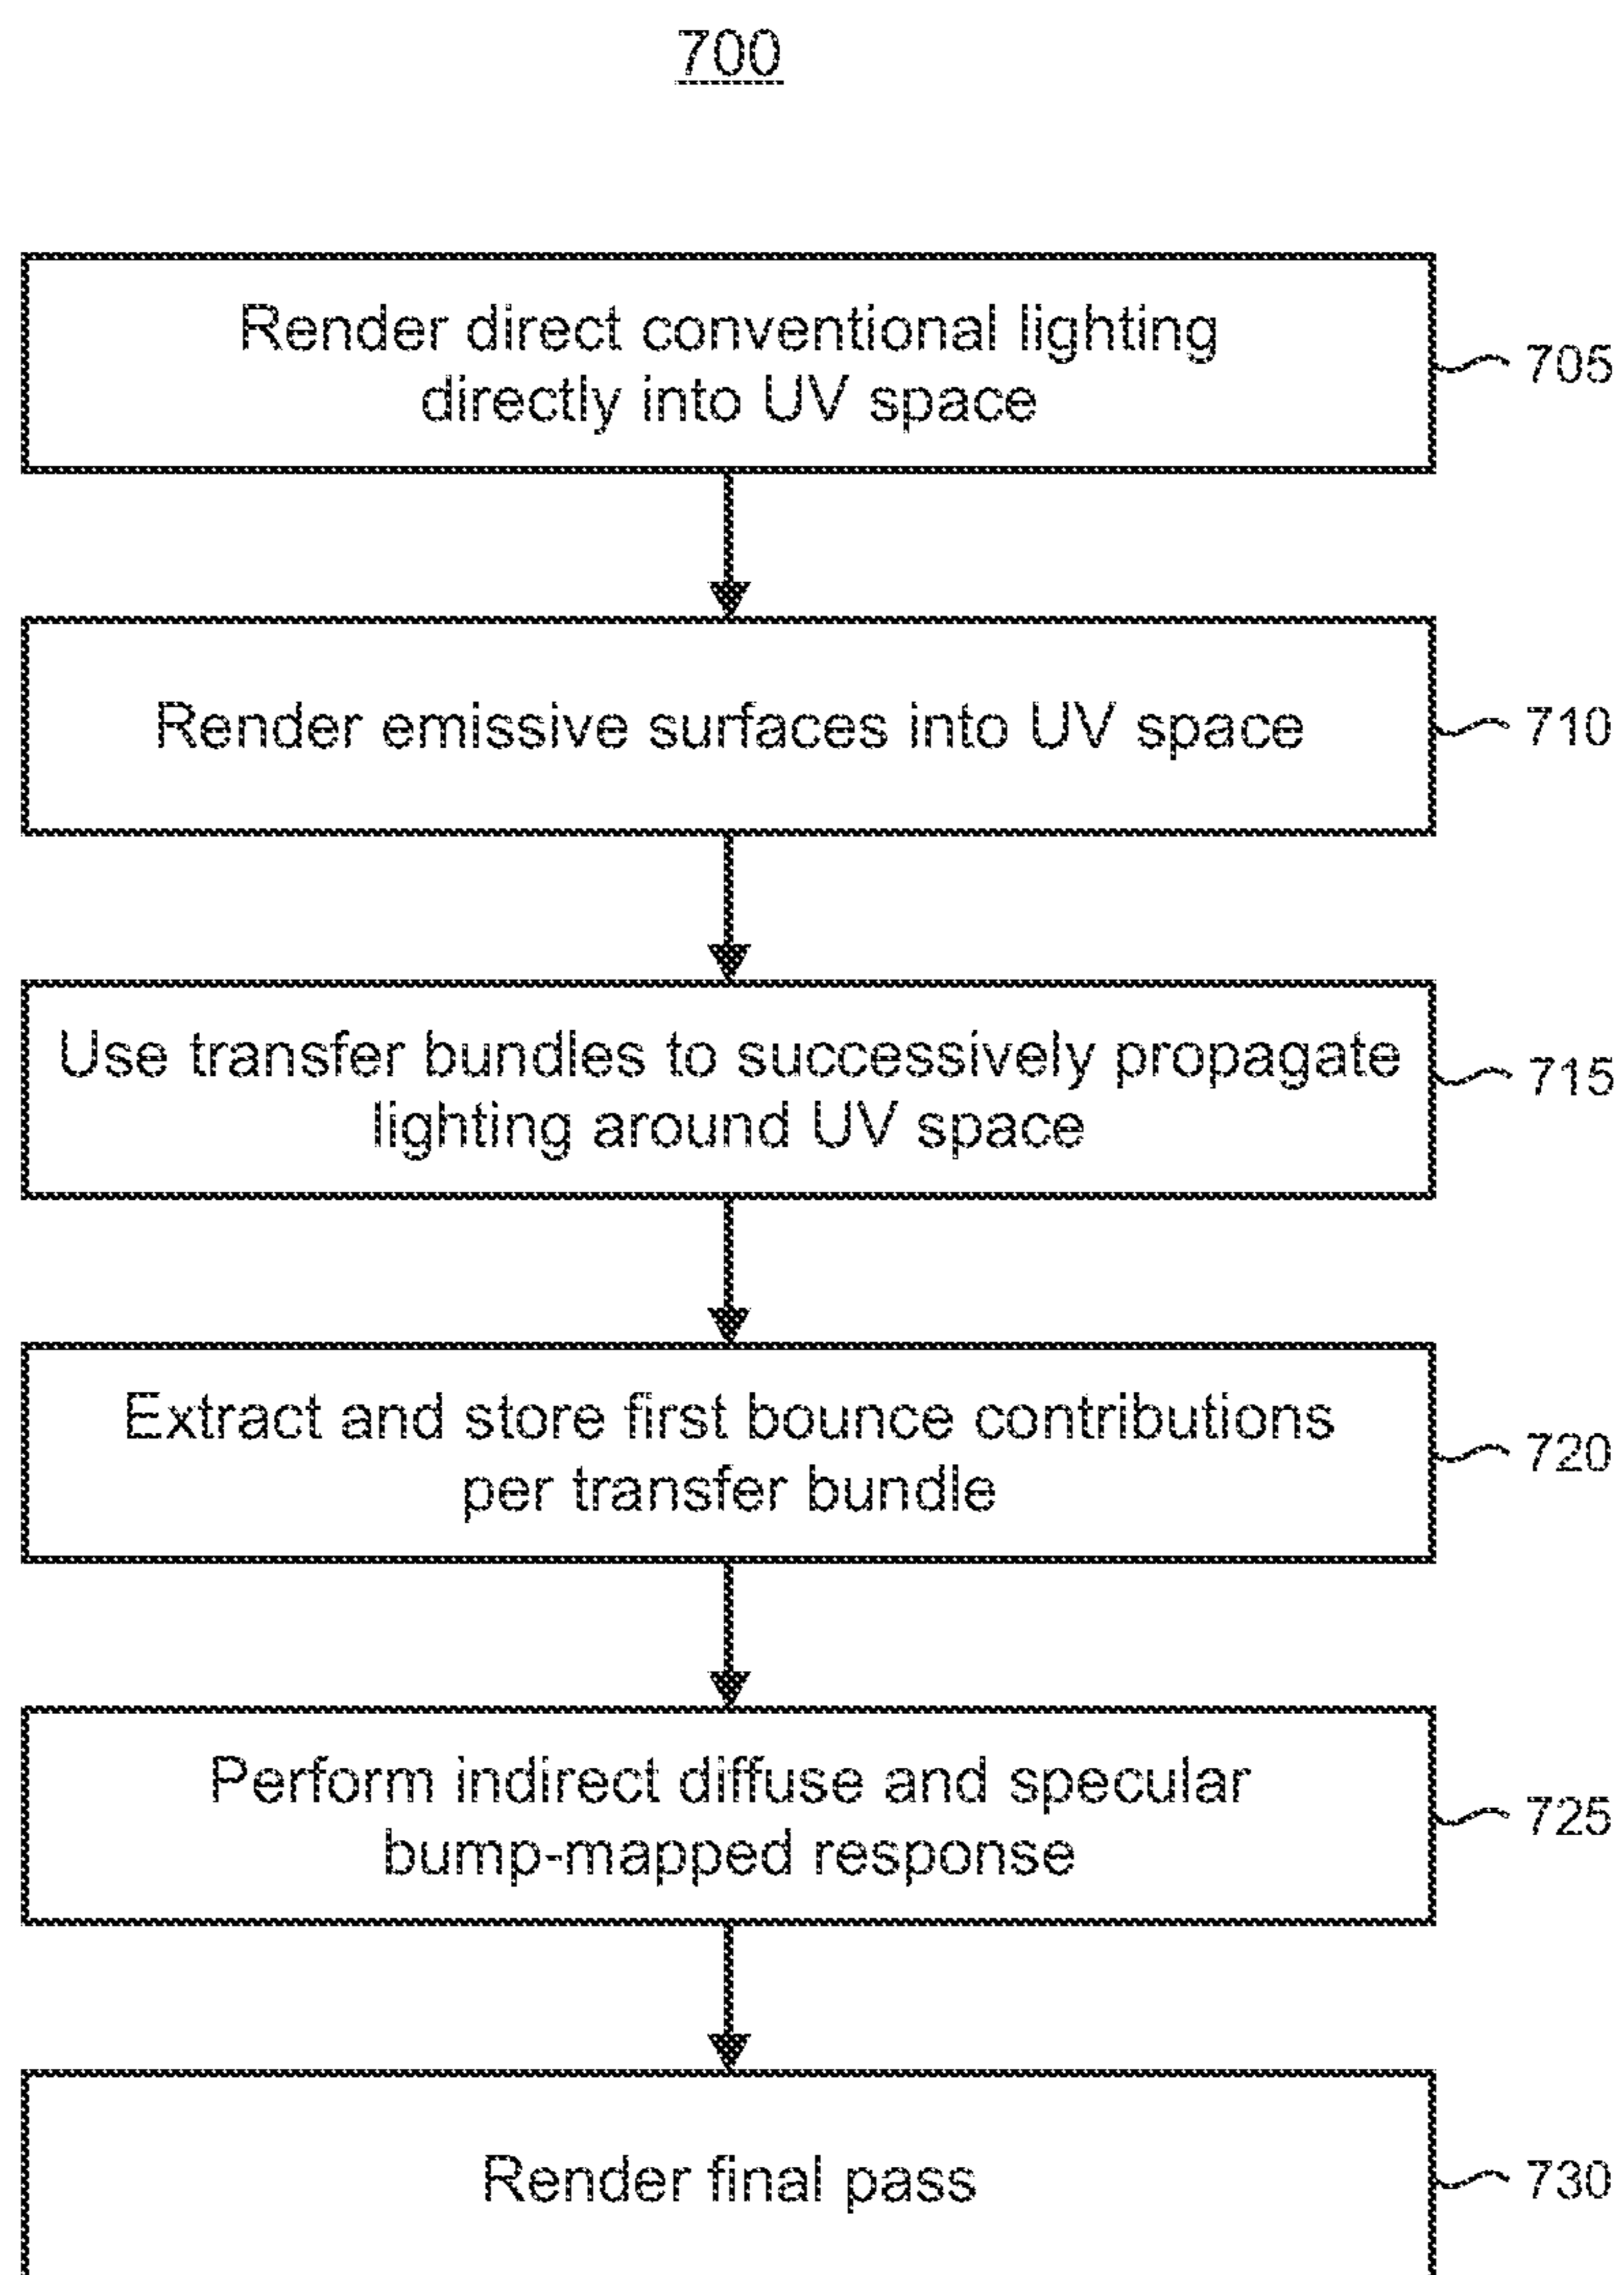 700
Render direct conventional lighting
directly into UV space
705
Render emissive surfaces into UV space
710
Use transfer bundles to successively propagate
lighting around UV space
715
Extract and store first bounce contributions
per transfer bundle
720
Perform indirect diffuse and specular
bump-mapped response
725
Render final pass
730